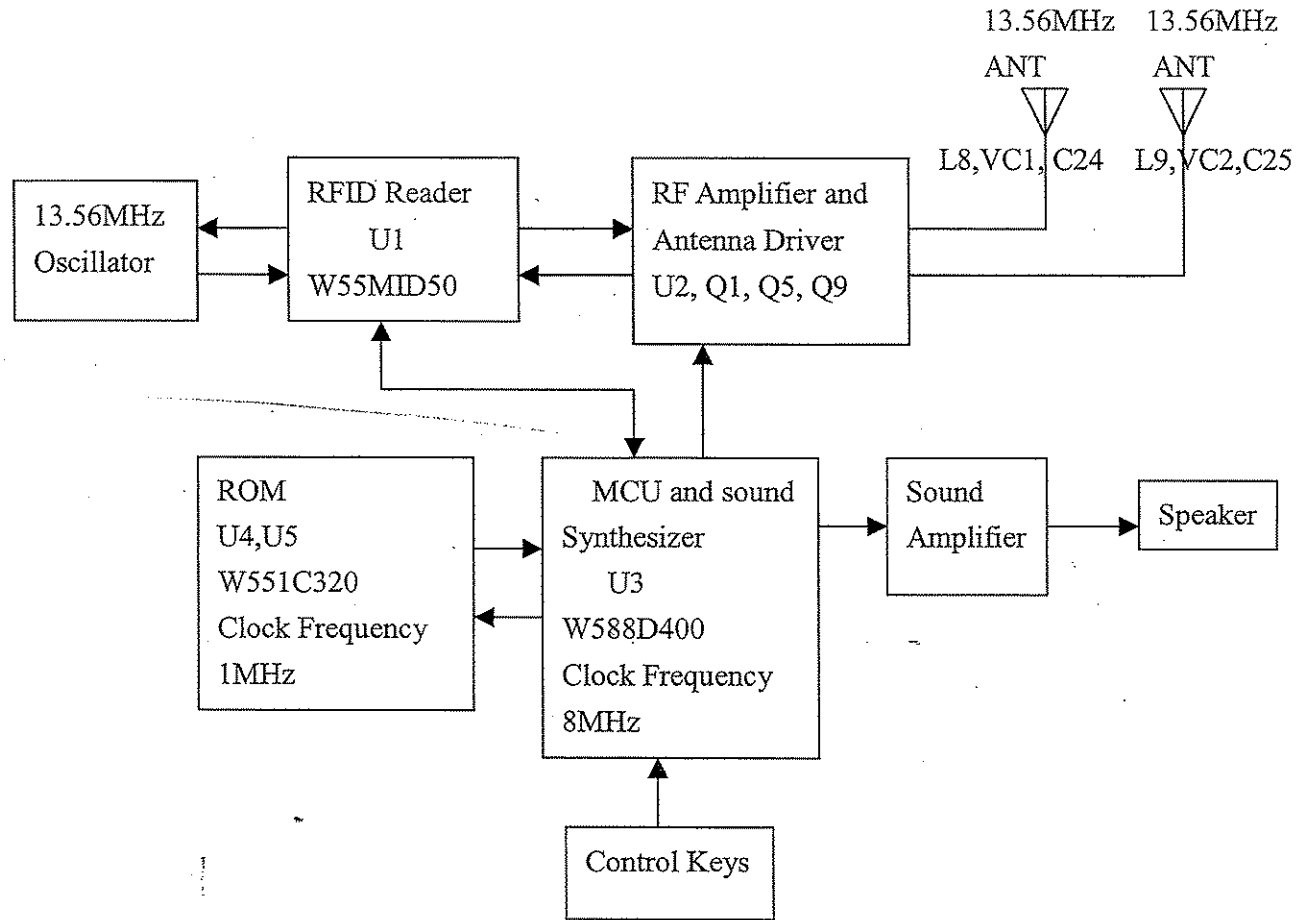 13.56MHz 13.56MHz
ANT ANT
L8,VC1, C24 L9,VC2,C25
13.56MHz
Oscillator
RFID Reader
U1
W55MID50
RF Amplifier and
Antenna Driver
U2, Q1, Q5, Q9
ROM
U4,U5
W551C320
Clock Frequency
1MHz
MCU and sound
Synthesizer
U3
W588D400
Clock Frequency
8MHz
Sound
Amplifier
Speaker
Control Keys